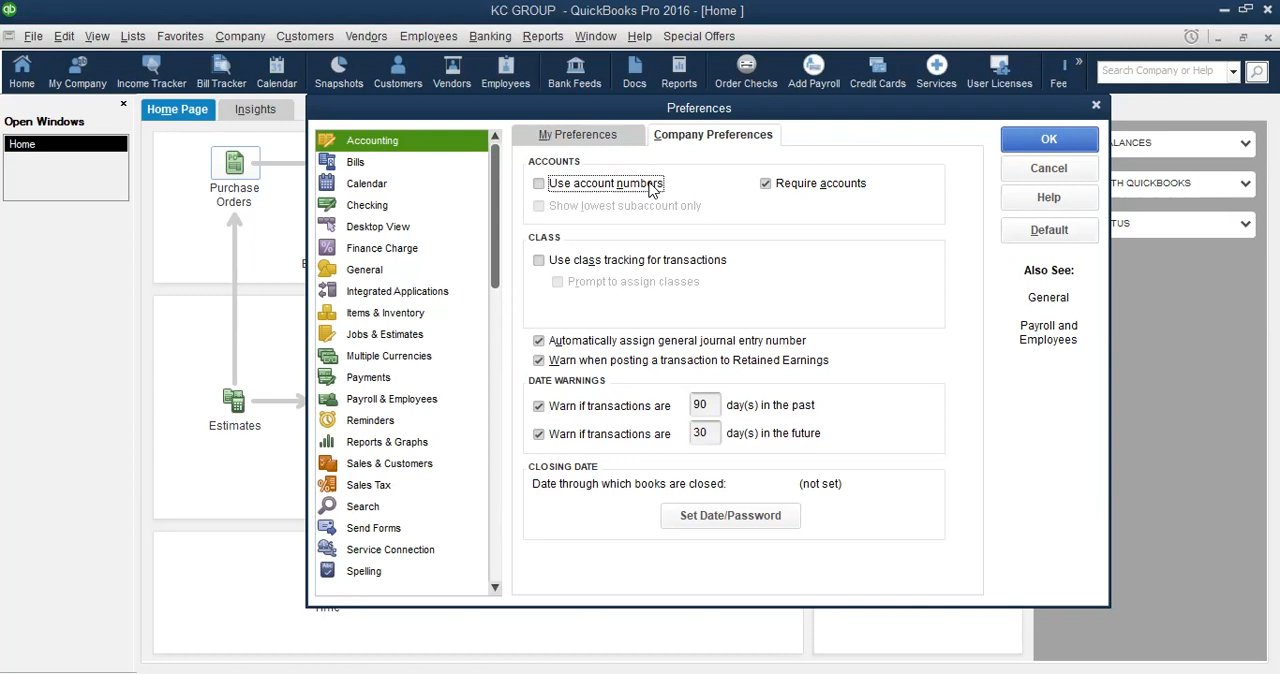 qb KC GROUP - QuickBooks Pro 2016 - [Home ]
File Edit View Lists Favorites Company Customers Vendors Employees Banking Reports Window Help Special Offers
Home My Company Income Tracker Bill Tracker Calendar Snapshots Customers Vendors Employees Bank Feeds Docs Reports Order Checks Add Payroll Credit Cards Services User Licenses Fee » Search Company or Help
Open Windows
Home
Home Page Insights
Purchase
Orders
Estimates
Preferences
Accounting
Bills
Calendar
Checking
Desktop View
Finance Charge
General
Integrated Applications
Items & Inventory
Jobs & Estimates
Multiple Currencies
Payments
Payroll & Employees
Reminders
Reports & Graphs
Sales & Customers
Sales Tax
Search
Send Forms
Service Connection
Spelling
My Preferences Company Preferences
ACCOUNTS
Use account numbers Require accounts
Show lowest subaccount only
CLASS
Use class tracking for transactions
Prompt to assign classes
Automatically assign general journal entry number
Warn when posting a transaction to Retained Earnings
DATE WARNINGS
Warn if transactions are 90 day(s) in the past
Warn if transactions are 30 day(s) in the future
CLOSING DATE
Date through which books are closed: (not set)
Set Date/Password
OK
Cancel
Help
Default
Also See:
General
Payroll and
Employees
ALANCES
TH QUICKBOOKS
TUS